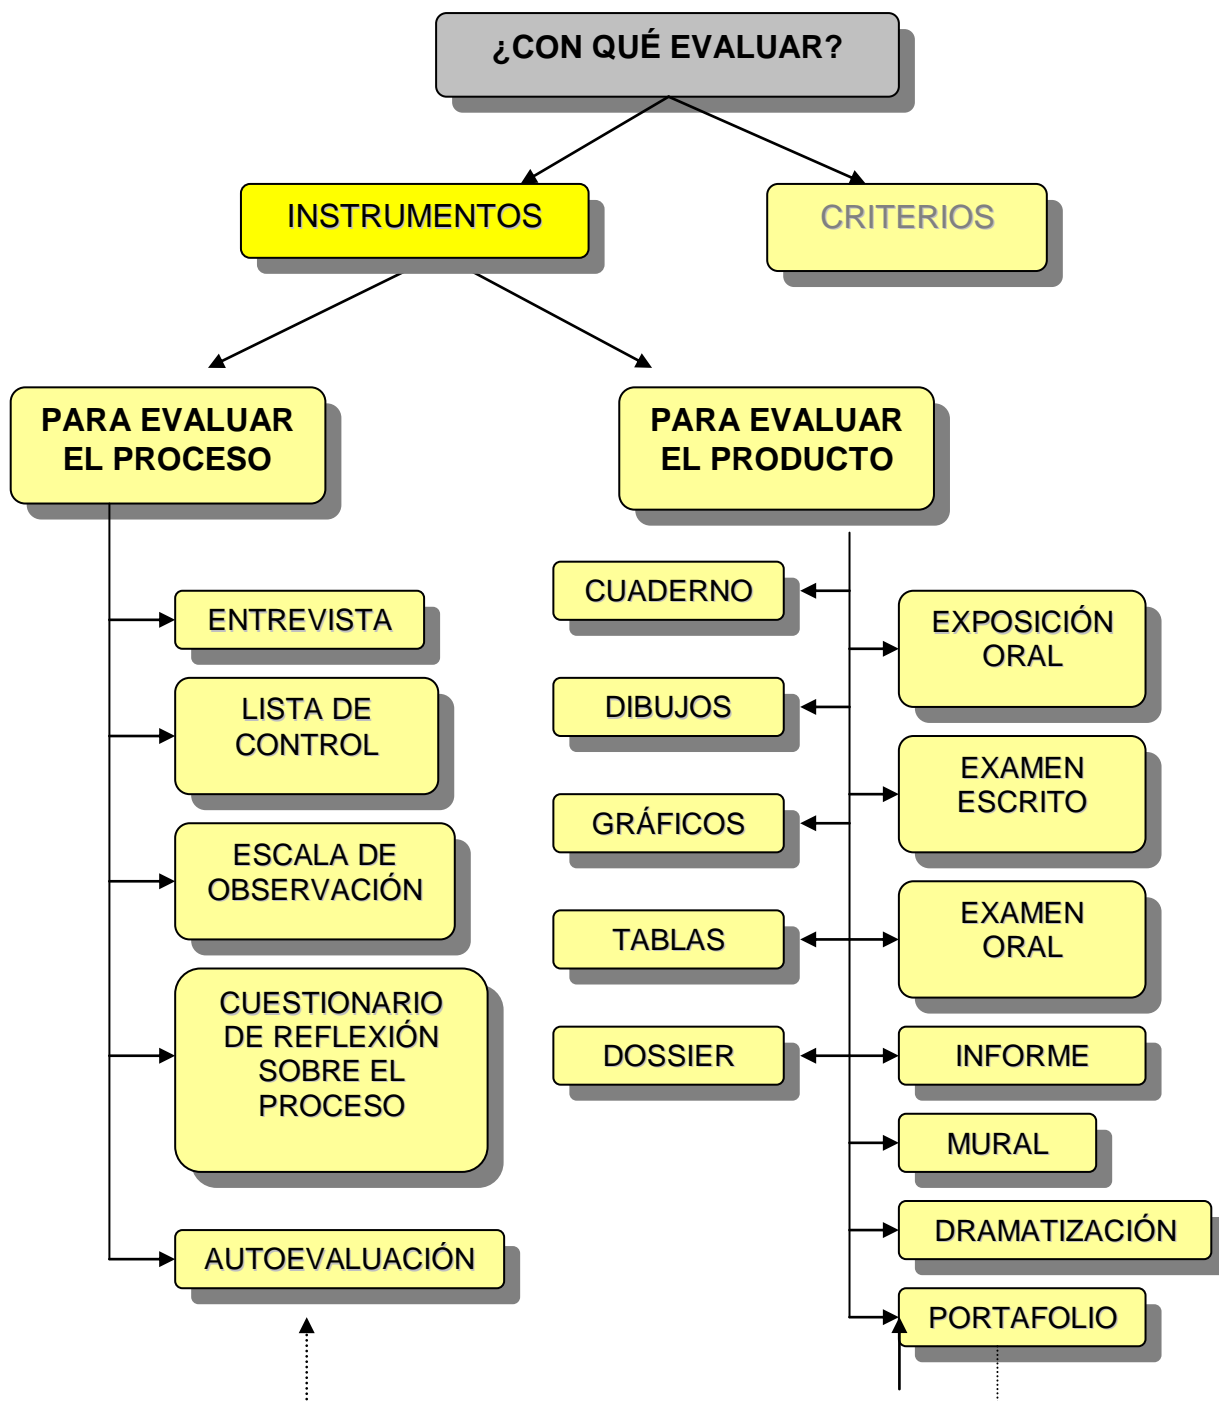 ¿CON QUÉ EVALUAR?
INSTRUMENTOS
CRITERIOS
PARA EVALUAR
EL PROCESO
PARA EVALUAR
EL PRODUCTO
ENTREVISTA
LISTA DE
CONTROL
ESCALA DE
OBSERVACIÓN
CUESTIONARIO
DE REFLEXIÓN
SOBRE EL
PROCESO
AUTOEVALUACIÓN
CUADERNO
DIBUJOS
GRÁFICOS
TABLAS
DOSSIER
EXPOSICIÓN
ORAL
EXAMEN
ESCRITO
EXAMEN
ORAL
INFORME
MURAL
DRAMATIZACIÓN
PORTAFOLIO